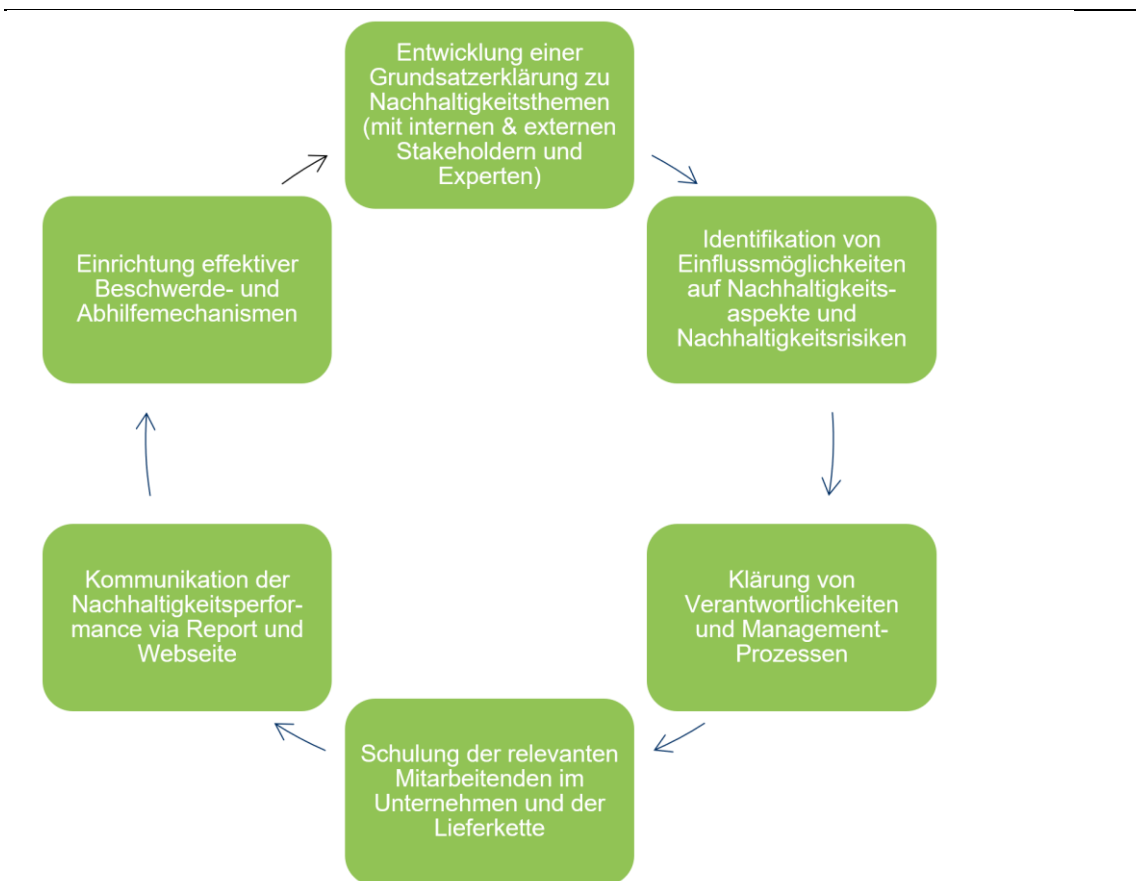 Entwicklung einer
Grundsatzerklärung zu
Nachhaltigkeitsthemen
(mit internen & externen
Stakeholdern und
Experten)
Identifikation von
Einflussmöglichkeiten
auf Nachhaltigkeits-
aspekte und
Nachhaltigkeitsrisiken
Klärung von
Verantwortlichkeiten
und Management-
Prozessen
Schulung der relevanten
Mitarbeitenden im
Unternehmen und der
Lieferkette
Kommunikation der
Nachhaltigkeitsperfor-
mance via Report und
Webseite
Einrichtung effektiver
Beschwerde- und
Abhilfemechanismen